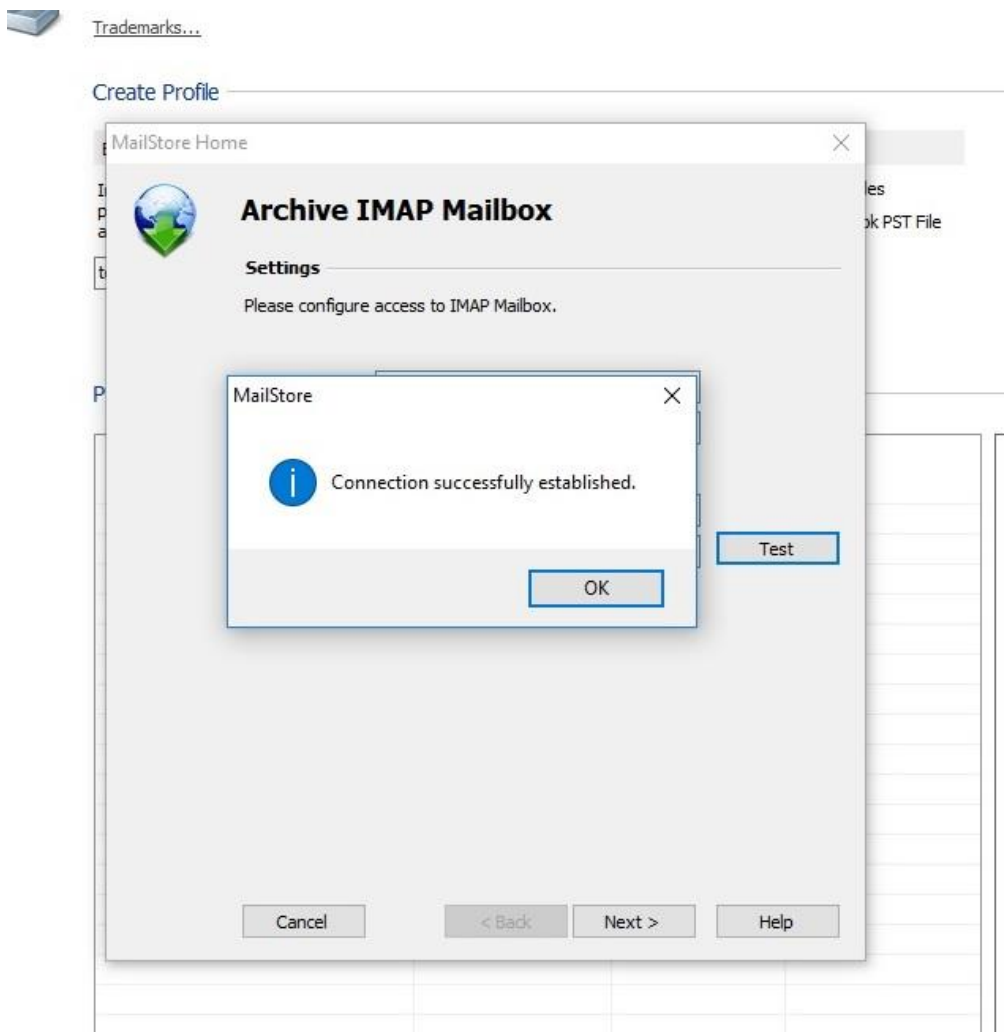 Trademarks...
Create Profile
MailStore Home
les
ok PST File
Archive IMAP Mailbox
Settings
Please configure access to IMAP Mailbox.
MailStore
Connection successfully established.
Test
OK
Cancel
< Back
Next >
Help